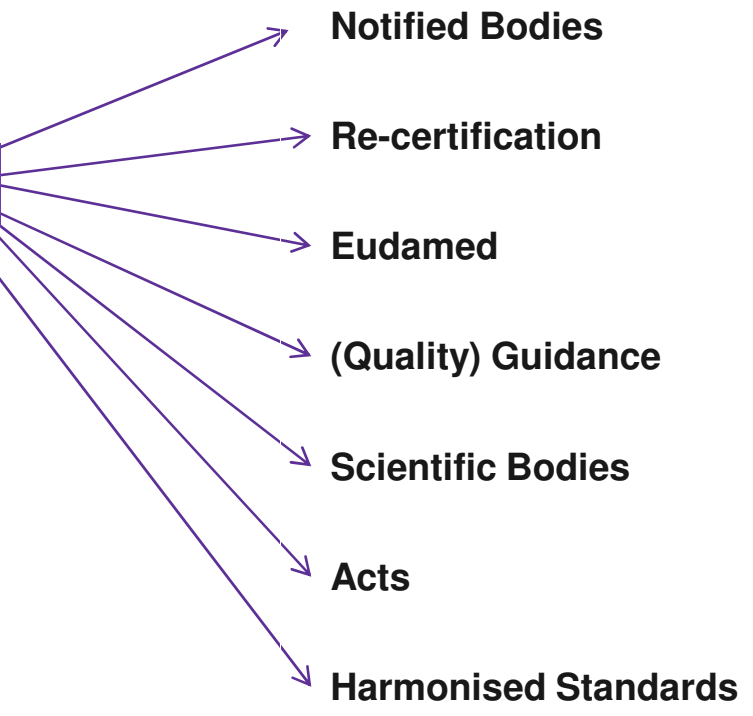 Notified Bodies
Re-certification
Eudamed
(Quality) Guidance
Scientific Bodies
Acts
Harmonised Standards